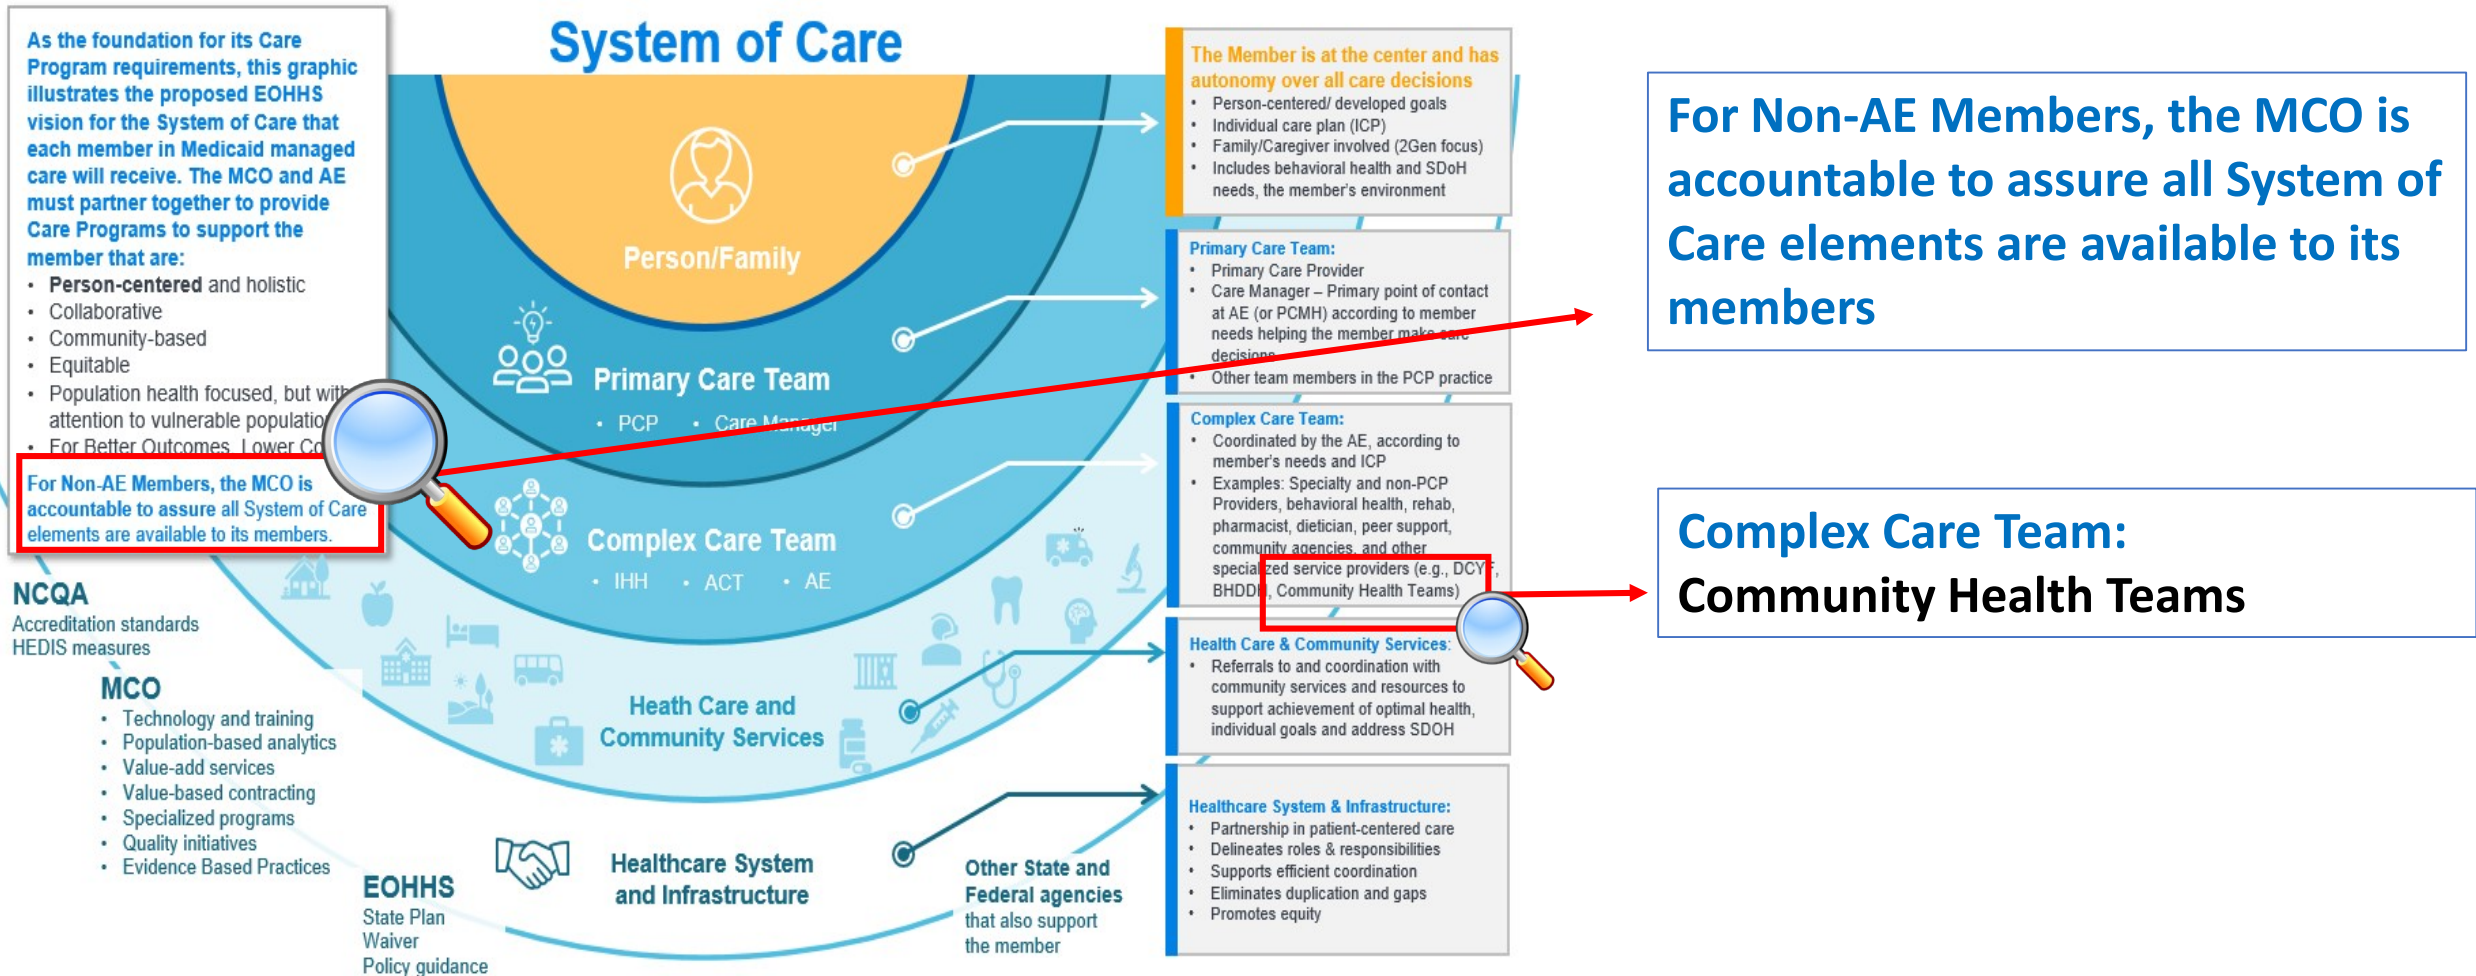 System of Care
As the foundation for its Care
Program requirements, this graphic
illustrates the proposed EOHHS
vision for the System of Care that
each member in Medicaid managed
care will receive. The MCO and AE
must partner together to provide
Care Programs to support the
member that are:
• Person-centered and holistic
• Collaborative
• Community-based
• Equitable
• Population health focused, but with
attention to vulnerable populatio
• For Better Outcomes, Lower Co
For Non-AE Members, the MCO is
accountable to assure all System of Care
elements are available to its members.
NCQA
Accreditation standards
HEDIS measures
MCO
• Technology and training
• Population-based analytics
• Value-add services
• Value-based contracting
• Specialized programs
• Quality initiatives
• Evidence Based Practices
EOHHS
State Plan
Waiver
Policy guidance
Person/Family
Primary Care Team
• PCP • Care Manager
Complex Care Team
• IHH • ACT • AE
Heath Care and
Community Services
Healthcare System
and Infrastructure
Other State and
Federal agencies
that also support
the member
The Member is at the center and has
autonomy over all care decisions
• Person-centered/ developed goals
• Individual care plan (ICP)
• Family/Caregiver involved (2Gen focus)
• Includes behavioral health and SDoH
needs, the member's environment
Primary Care Team:
• Primary Care Provider
• Care Manager – Primary point of contact
at AE (or PCMH) according to member
needs helping the member make care
decisions
• Other team members in the PCP practice
Complex Care Team:
• Coordinated by the AE, according to
member's needs and ICP
• Examples: Specialty and non-PCP
Providers, behavioral health, rehab,
pharmacist, dietician, peer support,
community agencies, and other
specialized service providers (e.g., DCYF,
BHDDH, Community Health Teams)
Health Care & Community Services:
• Referrals to and coordination with
community services and resources to
support achievement of optimal health,
individual goals and address SDOH
Healthcare System & Infrastructure:
• Partnership in patient-centered care
• Delineates roles & responsibilities
• Supports efficient coordination
• Eliminates duplication and gaps
• Promotes equity
For Non-AE Members, the MCO is
accountable to assure all System of
Care elements are available to its
members
Complex Care Team:
Community Health Teams